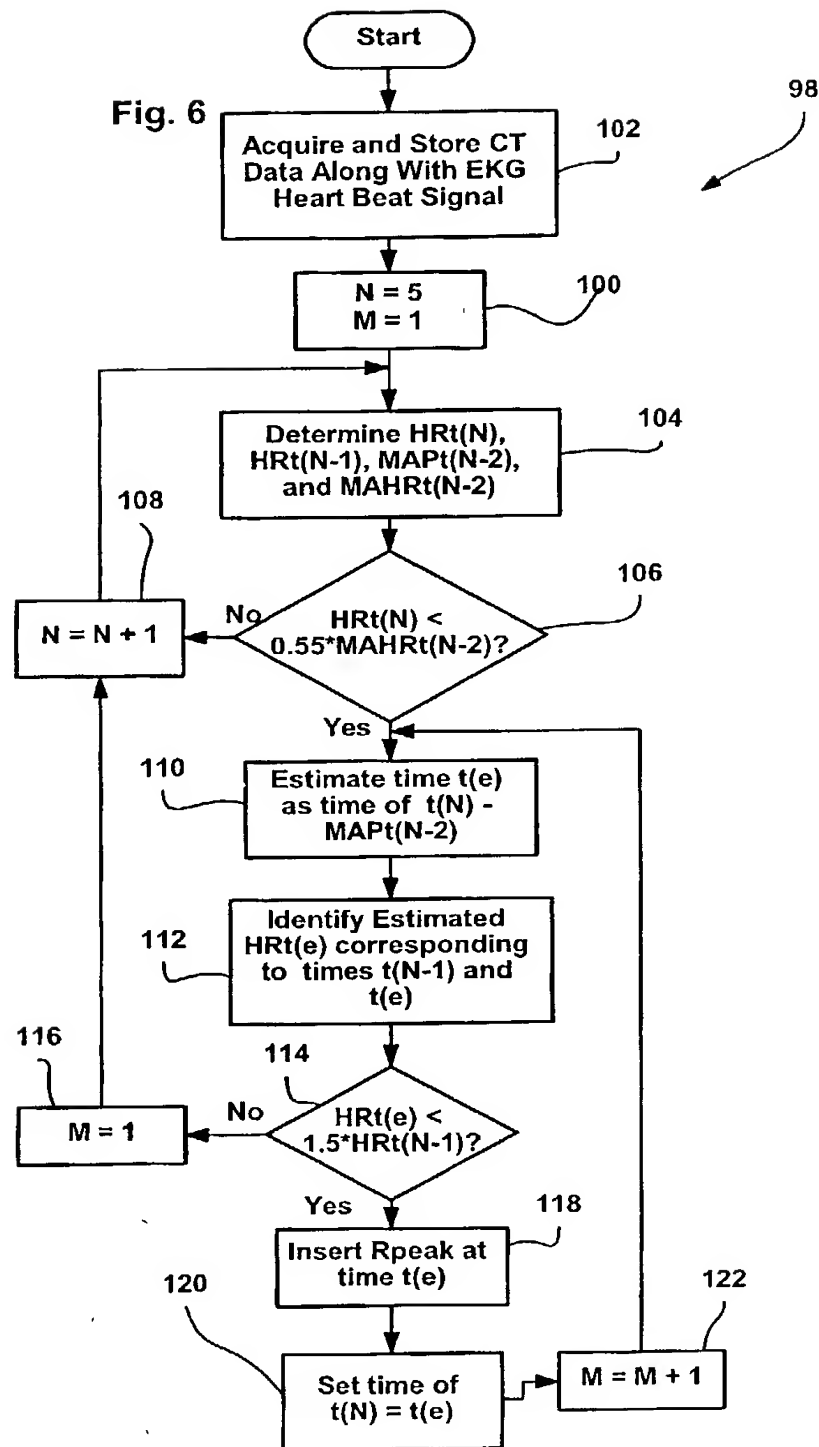 Start
Fig. 6
98
Acquire and Store CT
Data Along With EKG
Heart Beat Signal
102
N = 5
M = 1
100
Determine HRt(N),
HRt(N-1), MAPt(N-2),
and MAHRt(N-2)
104
108
N = N + 1
No
HRt(N) <
0.55*MAHRt(N-2)?
106
Yes
110
Estimate time t(e)
as time of t(N) -
MAPt(N-2)
112
Identify Estimated
HRt(e) corresponding
to times t(N-1) and
t(e)
116
M = 1
No
114
HRt(e) <
1.5*HRt(N-1)?
Yes
118
Insert Rpeak at
time t(e)
120
Set time of
t(N) = t(e)
122
M = M + 1